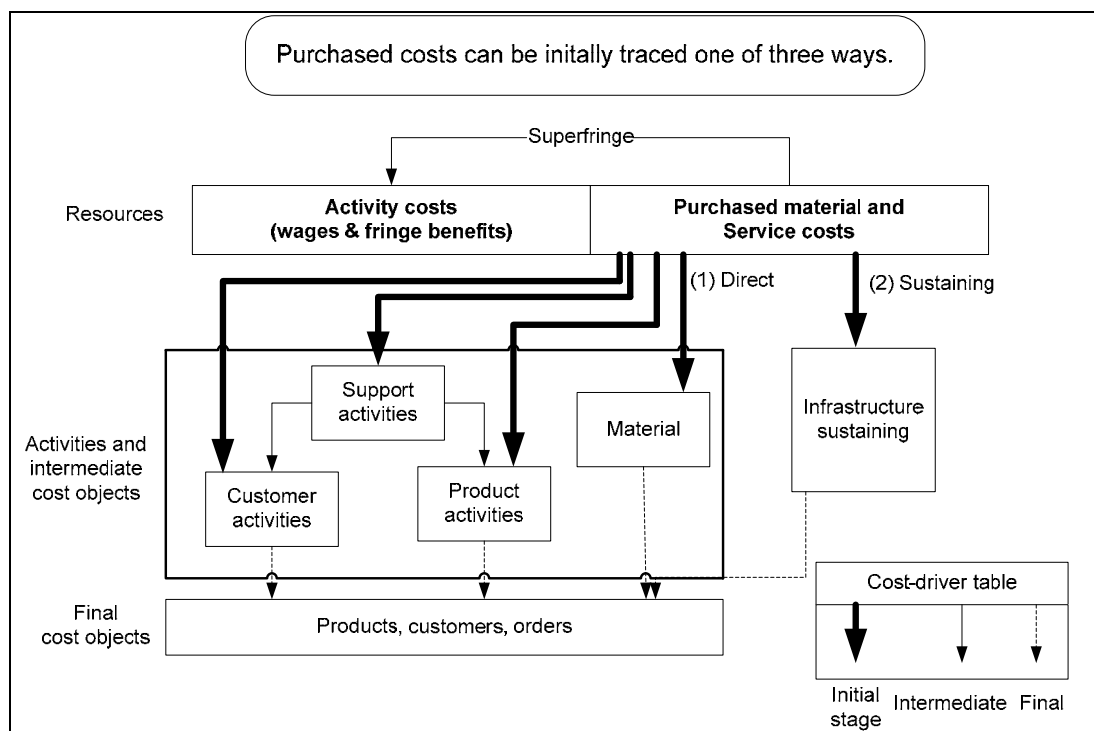 Purchased costs can be initally traced one of three ways.
Superfringe
Resources
Activity costs
(wages & fringe benefits)
Purchased material and
Service costs
(1) Direct
(2) Sustaining
Activities and
intermediate
cost objects
Support
activities
Material
Infrastructure
sustaining
Customer
activities
Product
activities
Final
cost objects
Products, customers, orders
Cost-driver table
Initial
stage
Intermediate
Final